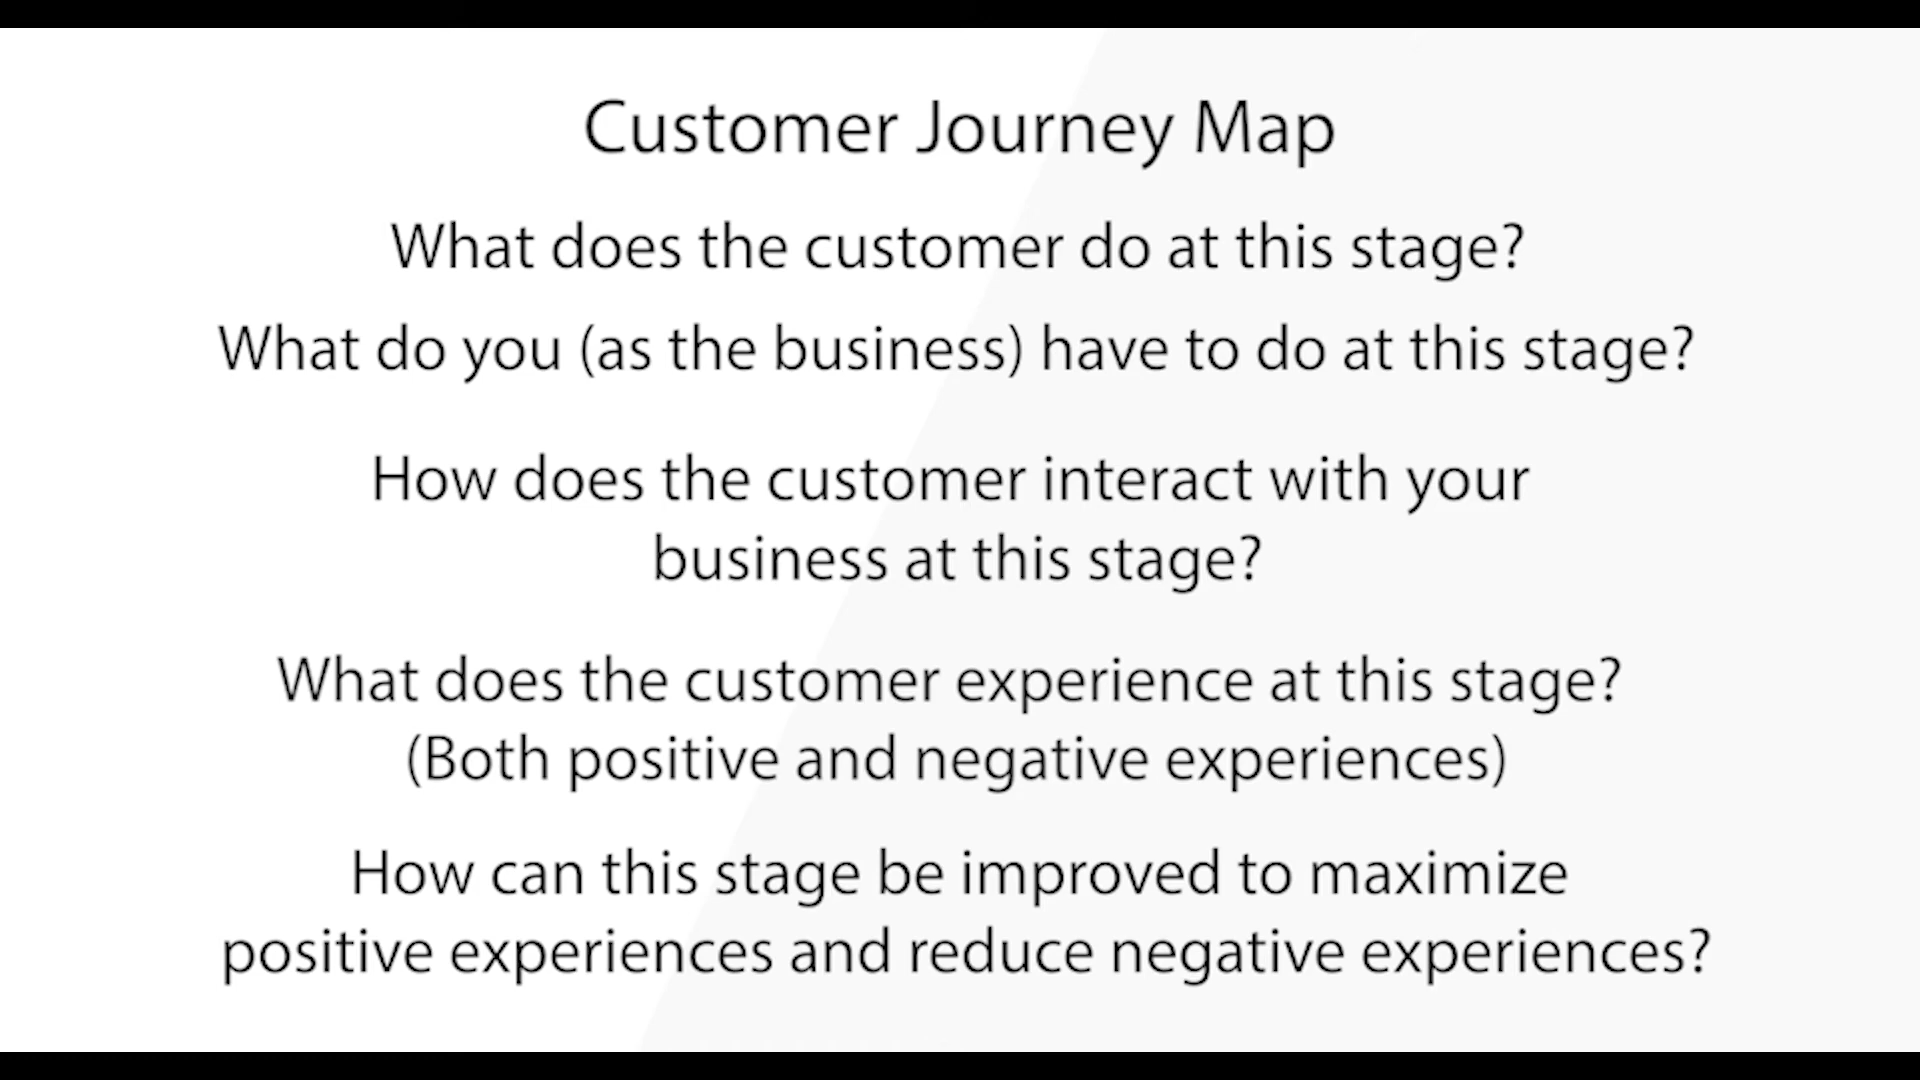 Customer Journey Map
What does the customer do at this stage?
What do you (as the business) have to do at this stage?
How does the customer interact with your
business at this stage?
What does the customer experience at this stage?
(Both positive and negative experiences)
How can this stage be improved to maximize
positive experiences and reduce negative experiences?